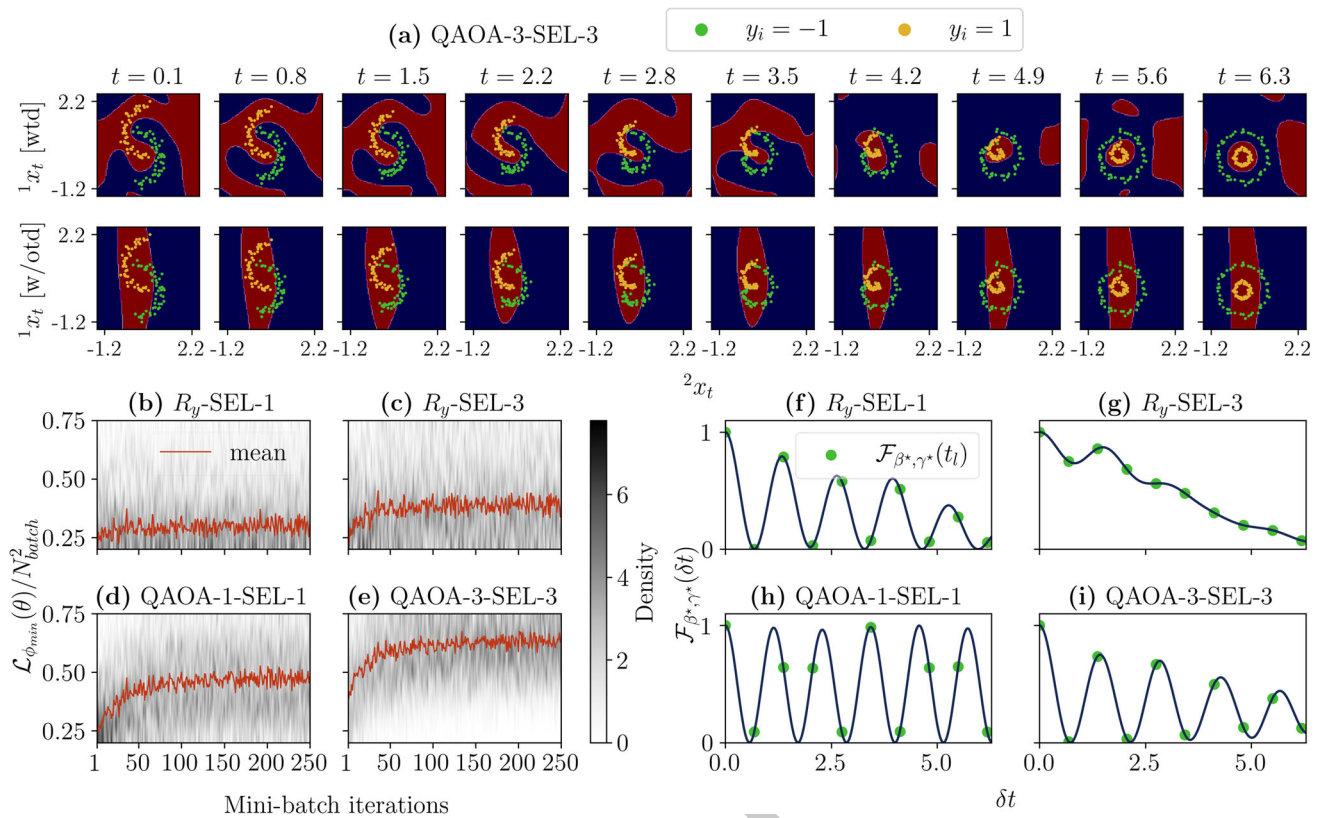 (a) QAOA-3-SEL-3
y_i = −1 y_i = 1
t = 0.1 t = 0.8 t = 1.5 t = 2.2 t = 2.8 t = 3.5 t = 4.2 t = 4.9 t = 5.6 t = 6.3
¹x_t [wtd]
2.2
-1.2
¹x_t [w/otd]
2.2
-1.2
-1.2 2.2 -1.2 2.2 -1.2 2.2 -1.2 2.2 -1.2 2.2 -1.2 2.2 -1.2 2.2 -1.2 2.2 -1.2 2.2 -1.2 2.2
²x_t
(b) R_y-SEL-1
(c) R_y-SEL-3
0.75
0.50
0.25
mean
(d) QAOA-1-SEL-1
(e) QAOA-3-SEL-3
0.75
0.50
0.25
1 50 100 150 200 250
1 50 100 150 200 250
L_{ϕ_min}(θ)/N²_batch
Mini-batch iterations
6
4
2
0
Density
(f) R_y-SEL-1
(g) R_y-SEL-3
1
0
F_{β⋆,γ⋆}(t_l)
(h) QAOA-1-SEL-1
(i) QAOA-3-SEL-3
1
0
0.0 2.5 5.0
0.0 2.5 5.0
F_{β⋆,γ⋆}(δt)
δt